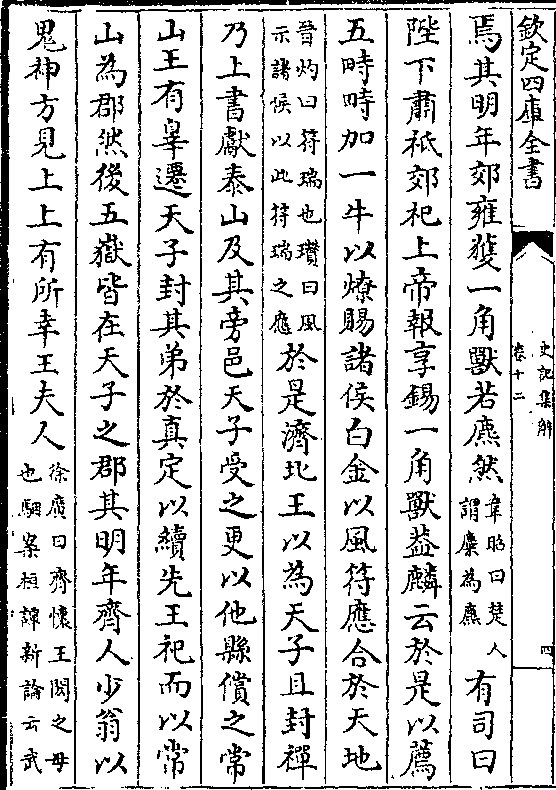 欽定四庫全書
史記集解
卷十二
四
焉其明年郊雍獲一角獸若麃然韋昭曰楚人謂麋為麃有司曰
陛下肅祗郊祀上帝報享錫一角獸蓋麟云於是以薦
五畤畤加一牛以燎賜諸侯白金以風符應合於天地
晉灼曰符瑞也瓚曰風示諸侯以此符瑞之應於是濟北王以為天子且封禪
乃上書獻泰山及其旁邑天子受之更以他縣償之常
山王有辠遷天子封其弟於真定以續先王祀而以常
山為郡然後五嶽皆在天子之郡其明年齊人少翁以
鬼神方見上上有所幸王夫人徐廣曰齊懷王閎之母也駰案桓譚新論云武